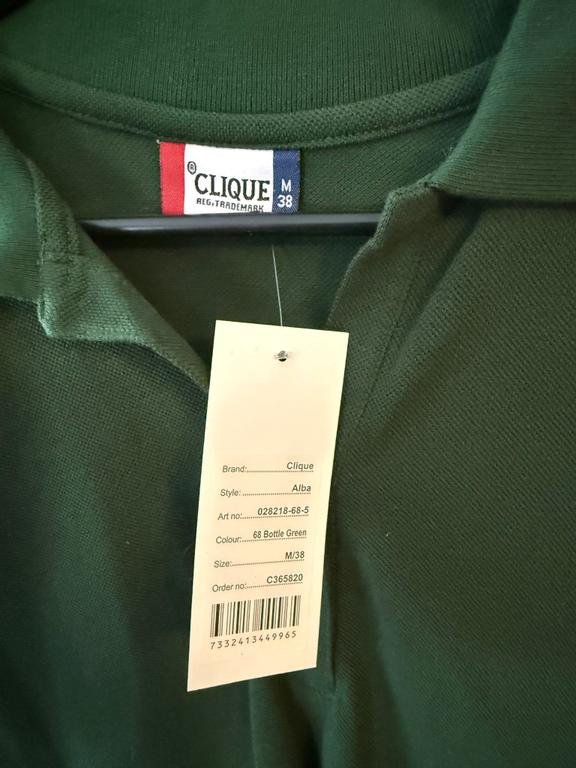 ® CLIQUE M
REG.TRADEMARK 38
Brand: Clique
Style: Alba
Art no: 028218-68-5
Colour: 68 Bottle Green
Size: M/38
Order no: C365820
7332413449965